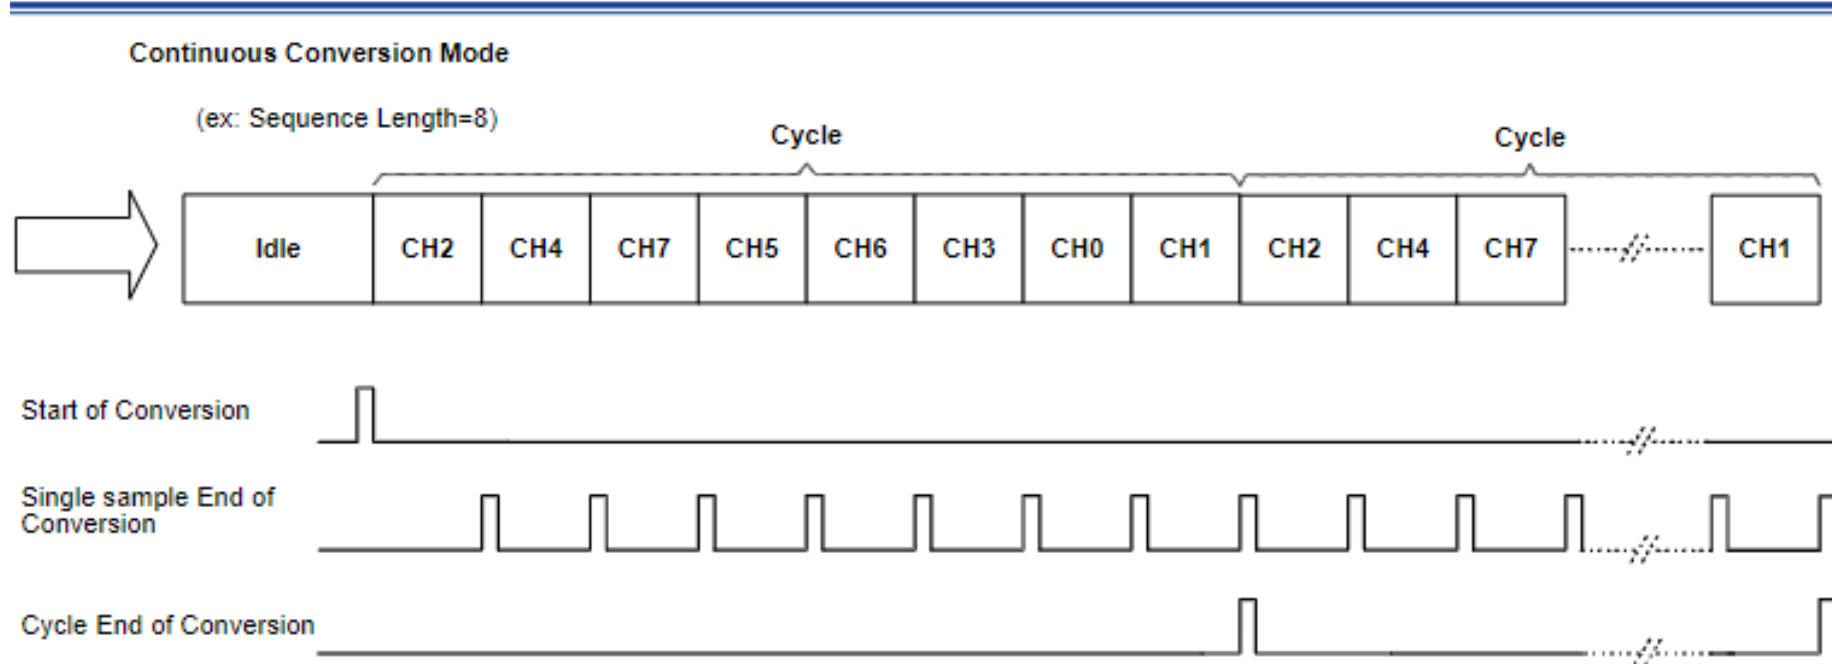 Continuous Conversion Mode
(ex: Sequence Length=8)
Cycle
Cycle
Idle CH2 CH4 CH7 CH5 CH6 CH3 CH0 CH1 CH2 CH4 CH7 CH1
Start of Conversion
Single sample End of
Conversion
Cycle End of Conversion